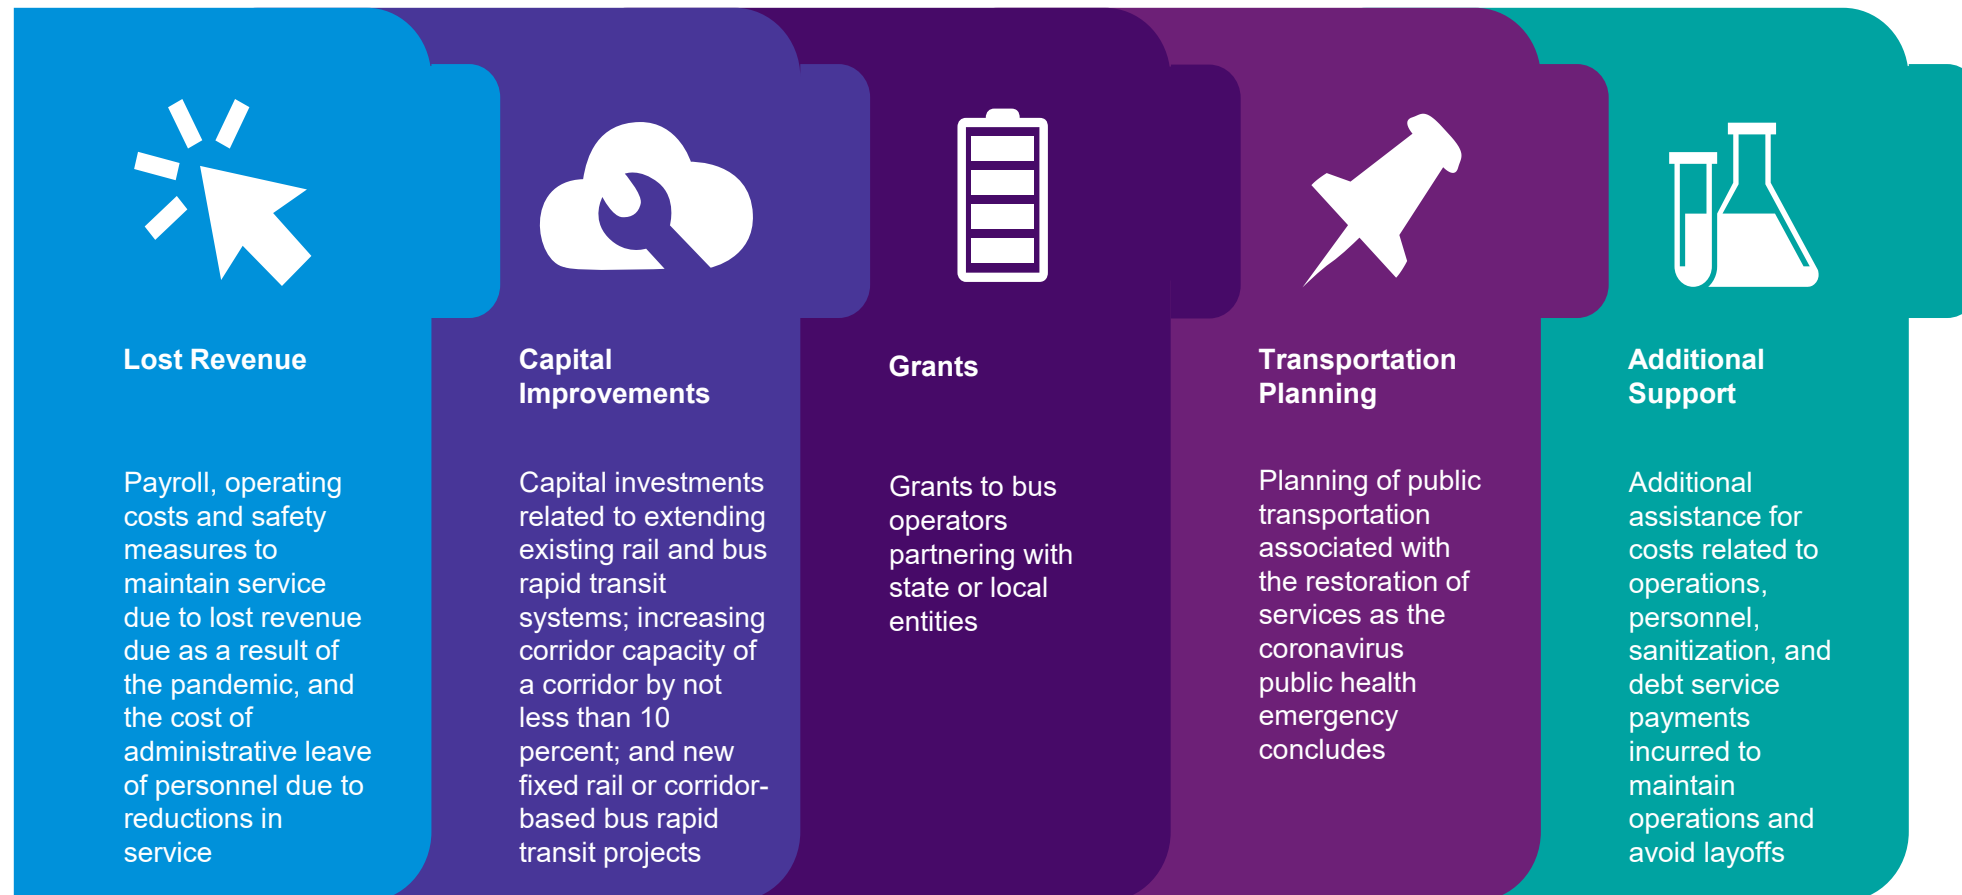 Lost Revenue
Payroll, operating
costs and safety
measures to
maintain service
due to lost revenue
due as a result of
the pandemic, and
the cost of
administrative leave
of personnel due to
reductions in
service
Capital
Improvements
Capital investments
related to extending
existing rail and bus
rapid transit
systems; increasing
corridor capacity of
a corridor by not
less than 10
percent; and new
fixed rail or corridor-
based bus rapid
transit projects
Grants
Grants to bus
operators
partnering with
state or local
entities
Transportation
Planning
Planning of public
transportation
associated with
the restoration of
services as the
coronavirus
public health
emergency
concludes
Additional
Support
Additional
assistance for
costs related to
operations,
personnel,
sanitization, and
debt service
payments
incurred to
maintain
operations and
avoid layoffs